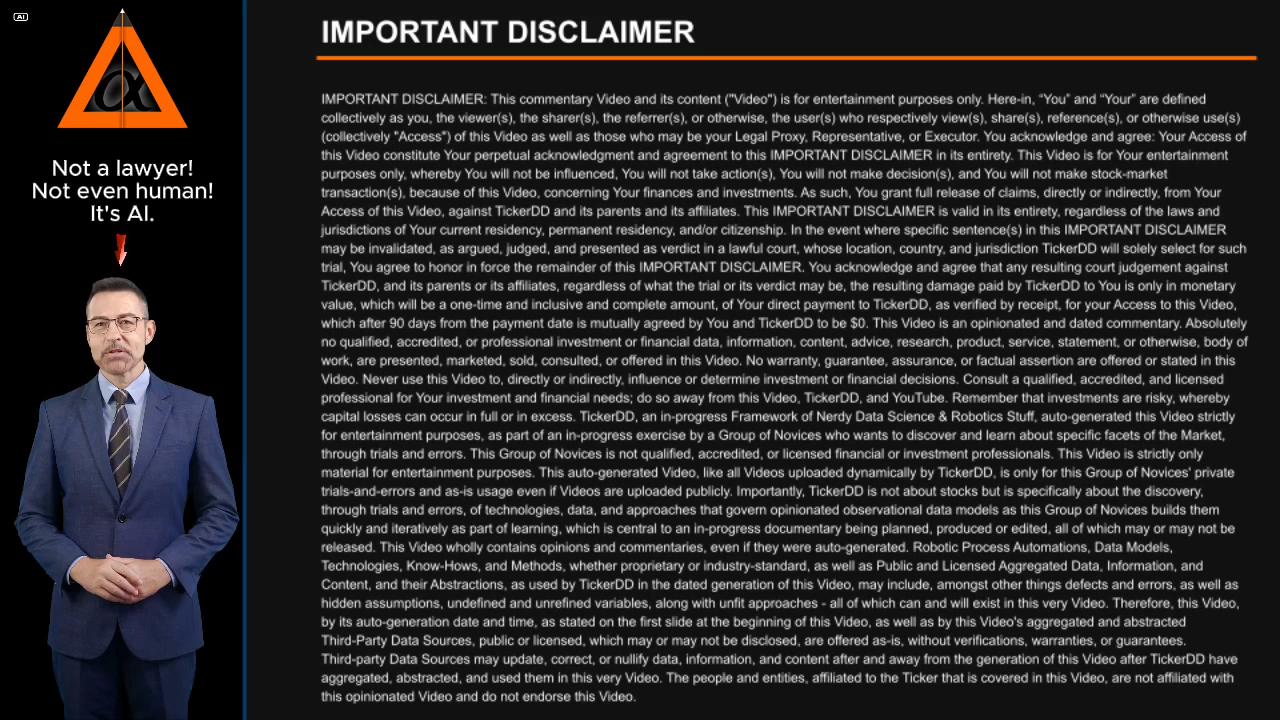 AI
α
Not a lawyer!
Not even human!
It's AI.
IMPORTANT DISCLAIMER
IMPORTANT DISCLAIMER: This commentary Video and its content ("Video") is for entertainment purposes only. Here-in, “You” and “Your” are defined
collectively as you, the viewer(s), the sharer(s), the referrer(s), or otherwise, the user(s) who respectively view(s), share(s), reference(s), or otherwise use(s)
(collectively "Access") of this Video as well as those who may be your Legal Proxy, Representative, or Executor. You acknowledge and agree: Your Access of
this Video constitute Your perpetual acknowledgment and agreement to this IMPORTANT DISCLAIMER in its entirety. This Video is for Your entertainment
purposes only, whereby You will not be influenced, You will not take action(s), You will not make decision(s), and You will not make stock-market
transaction(s), because of this Video, concerning Your finances and investments. As such, You grant full release of claims, directly or indirectly, from Your
Access of this Video, against TickerDD and its parents and its affiliates. This IMPORTANT DISCLAIMER is valid in its entirety, regardless of the laws and
jurisdictions of Your current residency, permanent residency, and/or citizenship. In the event where specific sentence(s) in this IMPORTANT DISCLAIMER
may be invalidated, as argued, judged, and presented as verdict in a lawful court, whose location, country, and jurisdiction TickerDD will solely select for such
trial, You agree to honor in force the remainder of this IMPORTANT DISCLAIMER. You acknowledge and agree that any resulting court judgement against
TickerDD, and its parents or its affiliates, regardless of what the trial or its verdict may be, the resulting damage paid by TickerDD to You is only in monetary
value, which will be a one-time and inclusive and complete amount, of Your direct payment to TickerDD, as verified by receipt, for your Access to this Video,
which after 90 days from the payment date is mutually agreed by You and TickerDD to be $0. This Video is an opinionated and dated commentary. Absolutely
no qualified, accredited, or professional investment or financial data, information, content, advice, research, product, service, statement, or otherwise, body of
work, are presented, marketed, sold, consulted, or offered in this Video. No warranty, guarantee, assurance, or factual assertion are offered or stated in this
Video. Never use this Video to, directly or indirectly, influence or determine investment or financial decisions. Consult a qualified, accredited, and licensed
professional for Your investment and financial needs; do so away from this Video, TickerDD, and YouTube. Remember that investments are risky, whereby
capital losses can occur in full or in excess. TickerDD, an in-progress Framework of Nerdy Data Science & Robotics Stuff, auto-generated this Video strictly
for entertainment purposes, as part of an in-progress exercise by a Group of Novices who wants to discover and learn about specific facets of the Market,
through trials and errors. This Group of Novices is not qualified, accredited, or licensed financial or investment professionals. This Video is strictly only
material for entertainment purposes. This auto-generated Video, like all Videos uploaded dynamically by TickerDD, is only for this Group of Novices' private
trials-and-errors and as-is usage even if Videos are uploaded publicly. Importantly, TickerDD is not about stocks but is specifically about the discovery,
through trials and errors, of technologies, data, and approaches that govern opinionated observational data models as this Group of Novices builds them
quickly and iteratively as part of learning, which is central to an in-progress documentary being planned, produced or edited, all of which may or may not be
released. This Video wholly contains opinions and commentaries, even if they were auto-generated. Robotic Process Automations, Data Models,
Technologies, Know-Hows, and Methods, whether proprietary or industry-standard, as well as Public and Licensed Aggregated Data, Information, and
Content, and their Abstractions, as used by TickerDD in the dated generation of this Video, may include, amongst other things defects and errors, as well as
hidden assumptions, undefined and unrefined variables, along with unfit approaches - all of which can and will exist in this very Video. Therefore, this Video,
by its auto-generation date and time, as stated on the first slide at the beginning of this Video, as well as by this Video's aggregated and abstracted
Third-Party Data Sources, public or licensed, which may or may not be disclosed, are offered as-is, without verifications, warranties, or guarantees.
Third-party Data Sources may update, correct, or nullify data, information, and content after and away from the generation of this Video after TickerDD have
aggregated, abstracted, and used them in this very Video. The people and entities, affiliated to the Ticker that is covered in this Video, are not affiliated with
this opinionated Video and do not endorse this Video.